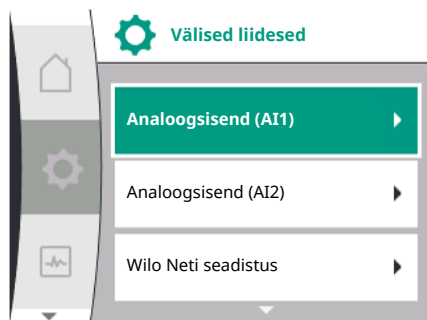 Välised liidesed
Analoogsisend (AI1)
Analoogsisend (AI2)
Wilo Neti seadistus